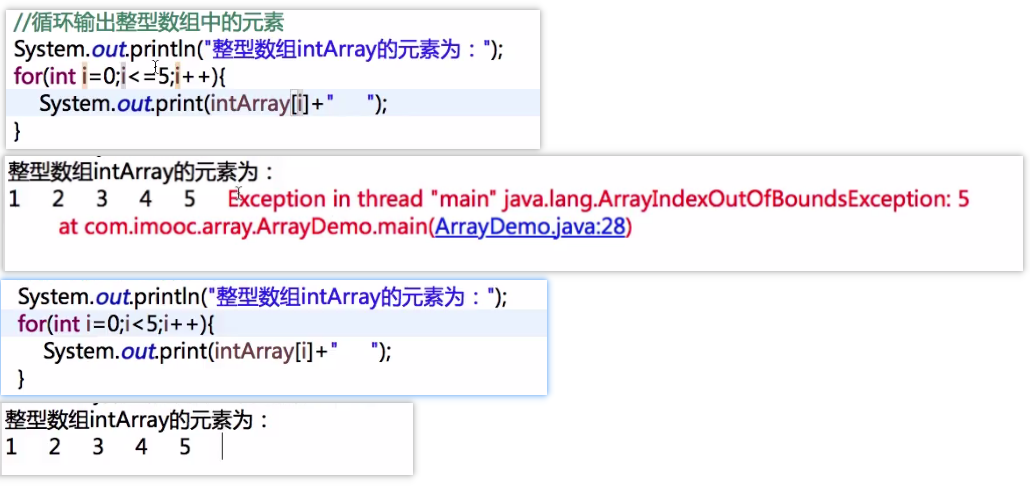 //循环输出整型数组中的元素
System.out.println("整型数组intArray的元素为：");
for(int i=0;i<=5;i++){
System.out.print(intArray[i]+"    ");
}
整型数组intArray的元素为：
1    2    3    4    5    Exception in thread "main" java.lang.ArrayIndexOutOfBoundsException: 5
at com.imooc.array.ArrayDemo.main(ArrayDemo.java:28)
System.out.println("整型数组intArray的元素为：");
for(int i=0;i<5;i++){
System.out.print(intArray[i]+"    ");
}
整型数组intArray的元素为：
1    2    3    4    5